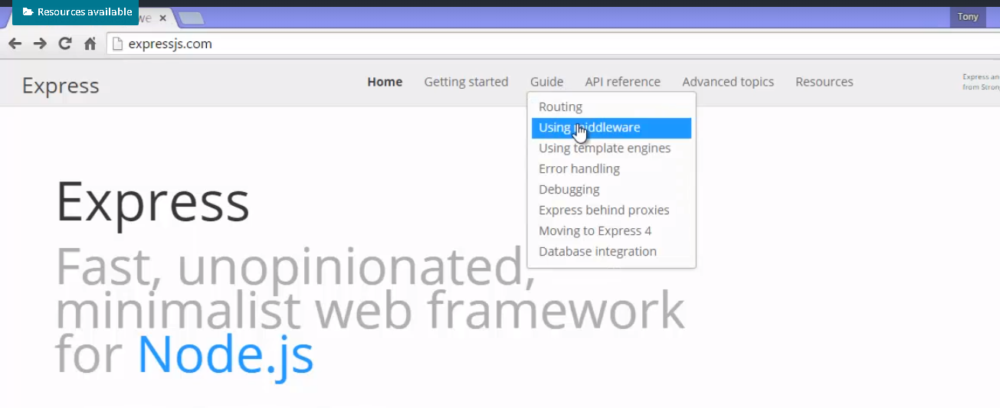 Resources available
we
Tony
expressjs.com
Express
Home Getting started Guide API reference Advanced topics Resources
Express an
from Stron
Routing
Using middleware
Using template engines
Error handling
Debugging
Express behind proxies
Moving to Express 4
Database integration
Express
Fast, unopinionated,
minimalist web framework
for Node.js